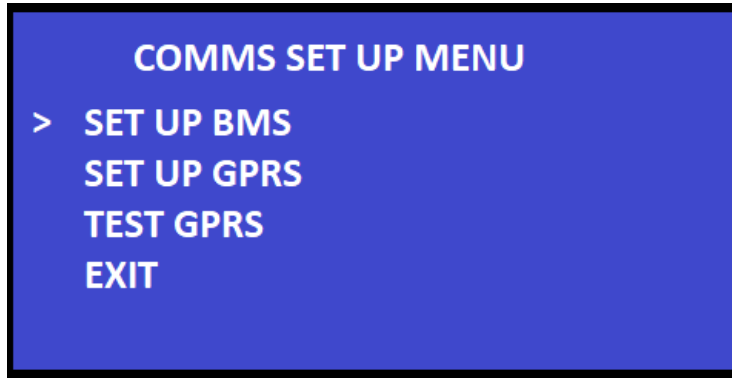 COMMS SET UP MENU
> SET UP BMS
SET UP GPRS
TEST GPRS
EXIT